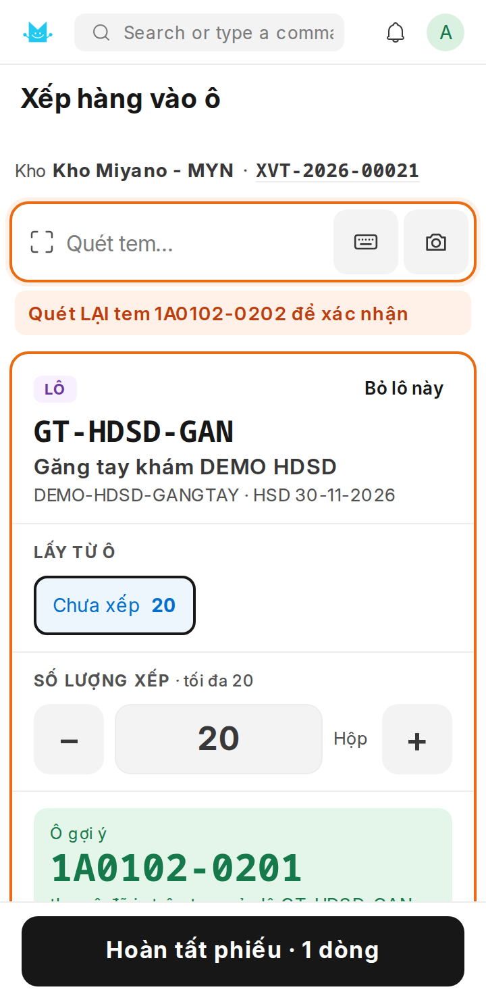 Search or type a comma
A
Xếp hàng vào ô
Kho Kho Miyano - MYN · XVT-2026-00021
Quét tem...
Quét LẠI tem 1A0102-0202 để xác nhận
LÔ
Bỏ lô này
GT-HDSD-GAN
Găng tay khám DEMO HDSD
DEMO-HDSD-GANGTAY · HSD 30-11-2026
LẤY TỪ Ô
Chưa xếp 20
SỐ LƯỢNG XẾP · tối đa 20
− 20 Hộp +
Ô gợi ý
1A0102-0201
Hoàn tất phiếu · 1 dòng